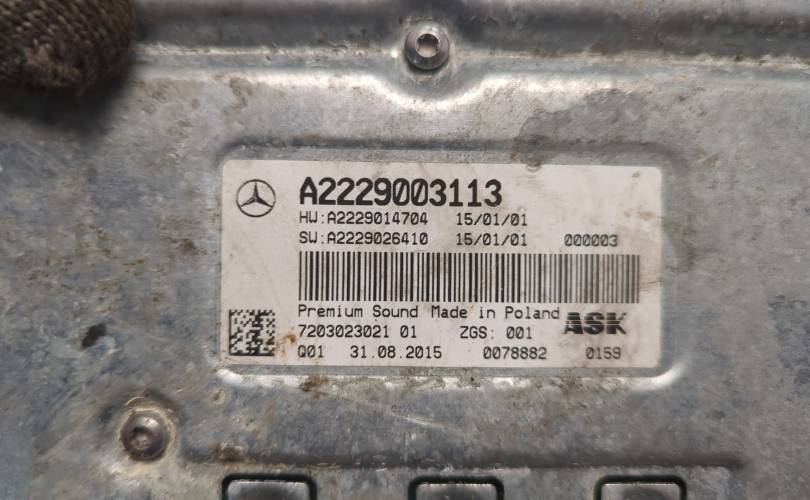 A2229003113
HW:A2229014704 15/01/01
SW:A2229026410 15/01/01 000003
Premium Sound Made in Poland ASK
7203023021 01 ZGS: 001
Q01 31.08.2015 0078882 0159